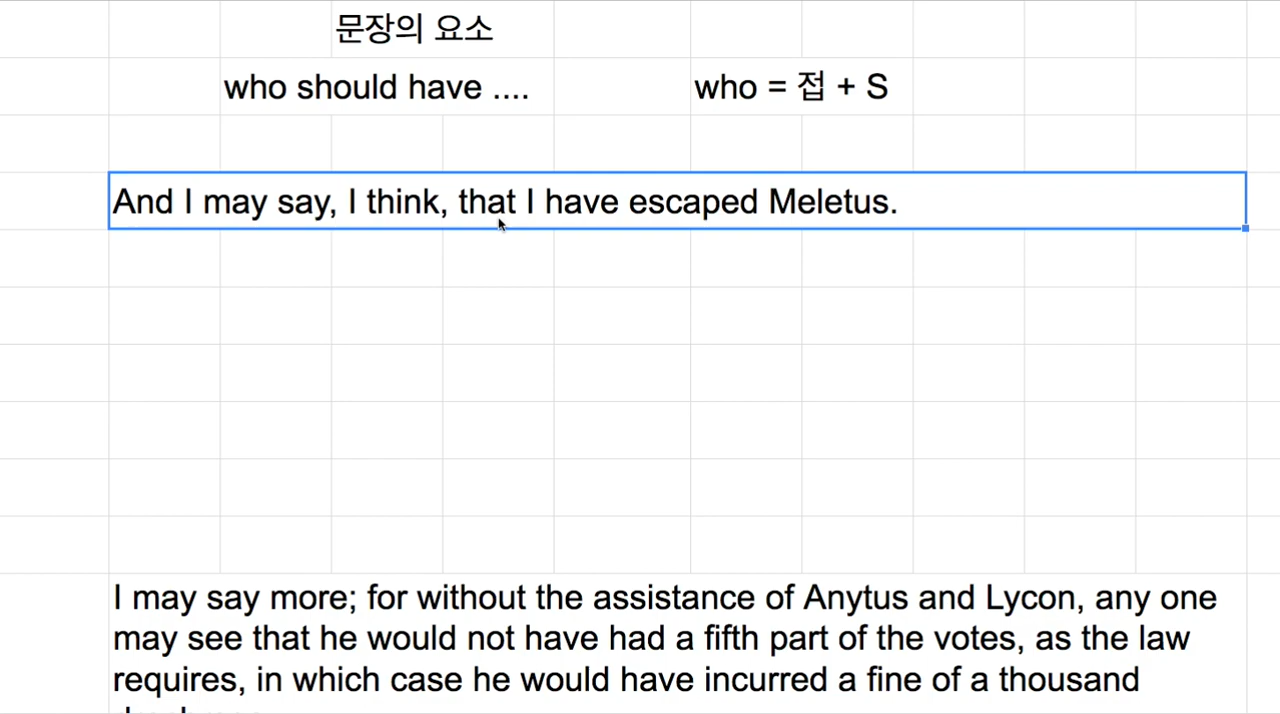 문장의 요소
who should have ....
who = 접 + S
And I may say, I think, that I have escaped Meletus.
I may say more; for without the assistance of Anytus and Lycon, any one
may see that he would not have had a fifth part of the votes, as the law
requires, in which case he would have incurred a fine of a thousand